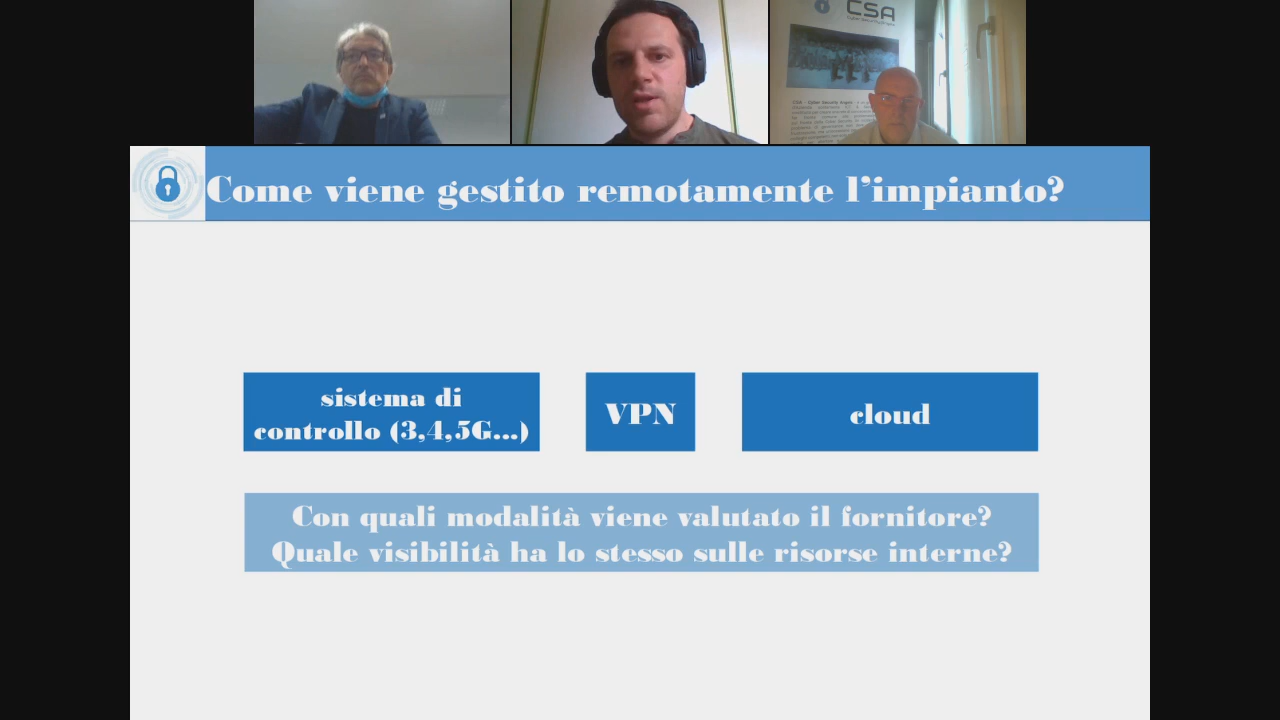 CSA
Come viene gestito remotamente l'impianto?
sistema di
controllo (3,4,5G...)
VPN
cloud
Con quali modalità viene valutato il fornitore?
Quale visibilità ha lo stesso sulle risorse interne?